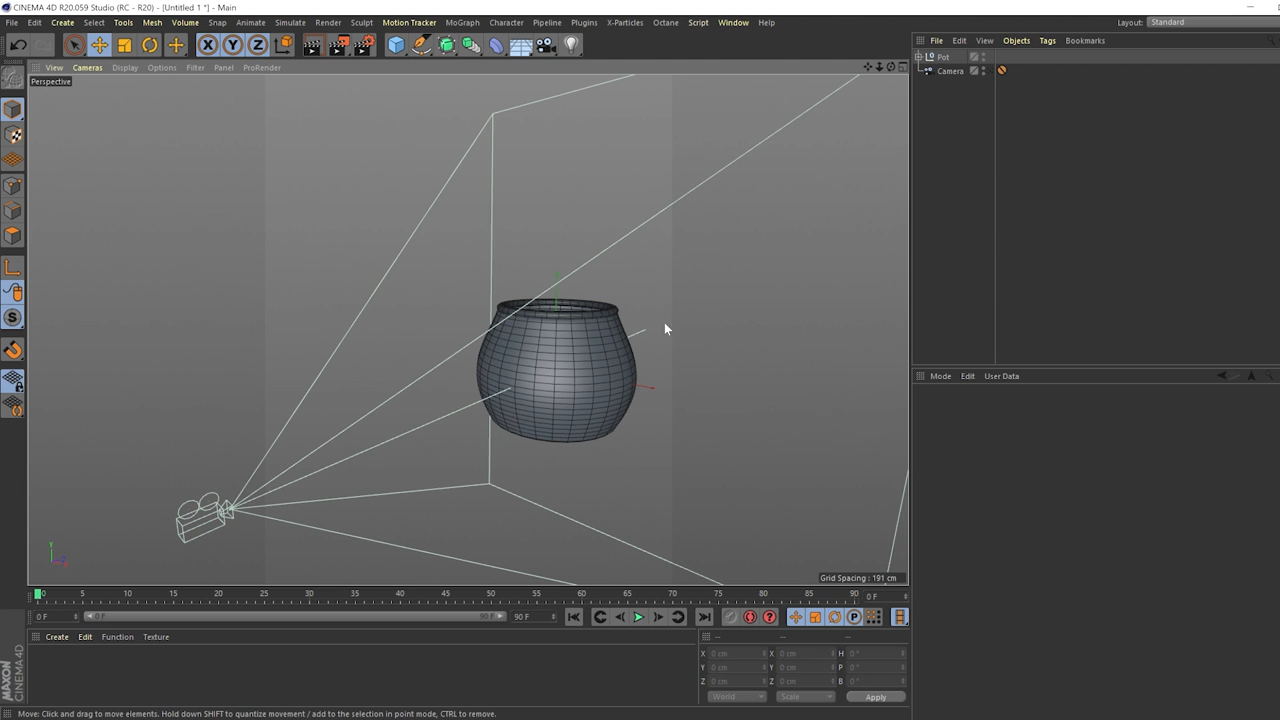 CINEMA 4D R20.059 Studio (RC - R20) - [Untitled 1 *] - Main
File Edit Create Select Tools Mesh Volume Snap Animate Simulate Render Sculpt Motion Tracker MoGraph Character Pipeline Plugins X-Particles Octane Script Window Help Layout: Standard
X Y Z
File Edit View Objects Tags Bookmarks
View Cameras Display Options Filter Panel ProRender
Perspective
Pot
Camera
Mode Edit User Data
S
Y
Z
Grid Spacing : 191 cm
0 5 10 15 20 25 30 35 40 45 50 55 60 65 70 75 80 85 90 0 F
0 F 0 F 90 F 90 F P
Create Edit Function Texture
-- -- --
X 0 cm X 0 cm H 0 °
Y 0 cm Y 0 cm P 0 °
Z 0 cm Z 0 cm B 0 °
World Scale Apply
MAXON CINEMA 4D
Move: Click and drag to move elements. Hold down SHIFT to quantize movement / add to the selection in point mode, CTRL to remove.